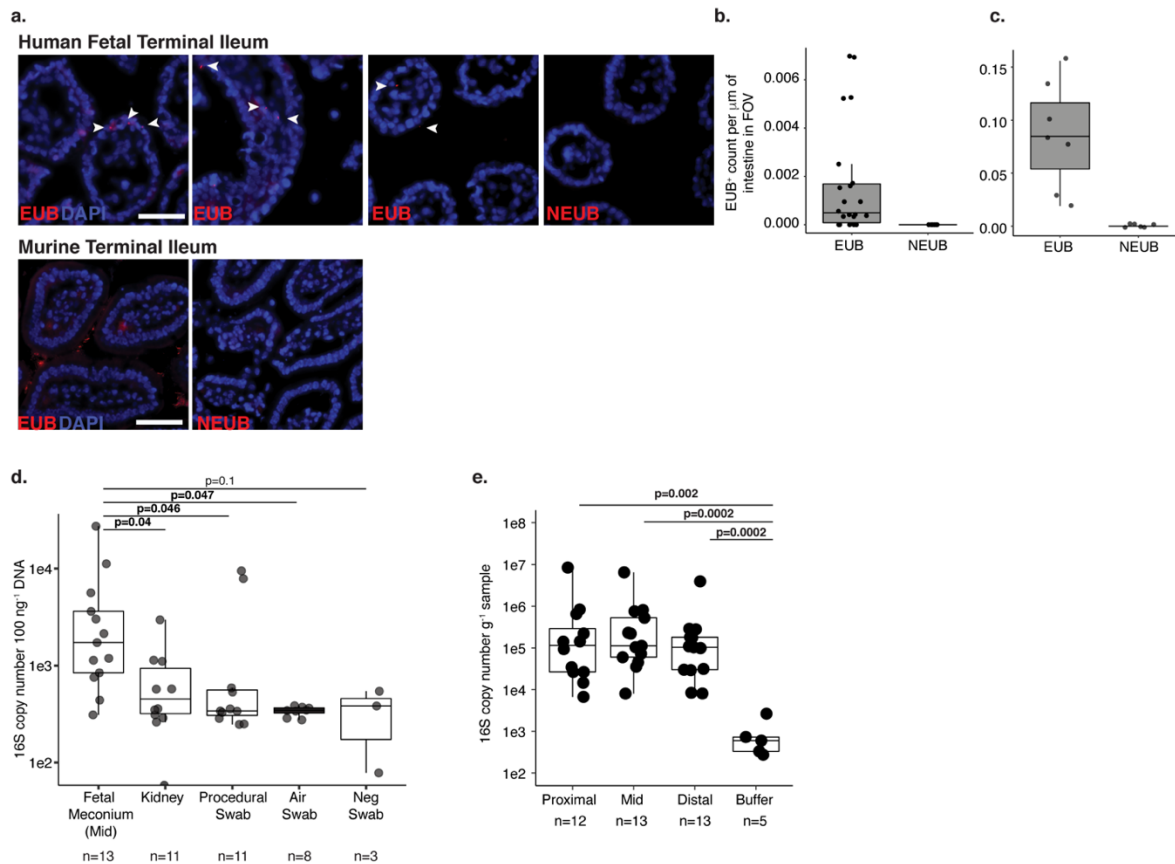 a.
Human Fetal Terminal Ileum
EUBDAPI
EUB
EUB
NEUB
Murine Terminal Ileum
EUBDAPI
NEUB
b.
EUB+ count per μm of
intestine in FOV
0.006
0.004
0.002
0.000
EUB NEUB
c.
0.15
0.10
0.05
0.00
EUB NEUB
d.
p=0.1
p=0.047
p=0.046
p=0.04
16S copy number 100 ng⁻¹ DNA
1e4
1e3
1e2
Fetal Meconium (Mid)
Kidney
Procedural Swab
Air Swab
Neg Swab
n=13 n=11 n=11 n=8 n=3
e.
p=0.002
p=0.0002
p=0.0002
16S copy number g⁻¹ sample
1e8
1e7
1e6
1e5
1e4
1e3
1e2
Proximal Mid Distal Buffer
n=12 n=13 n=13 n=5